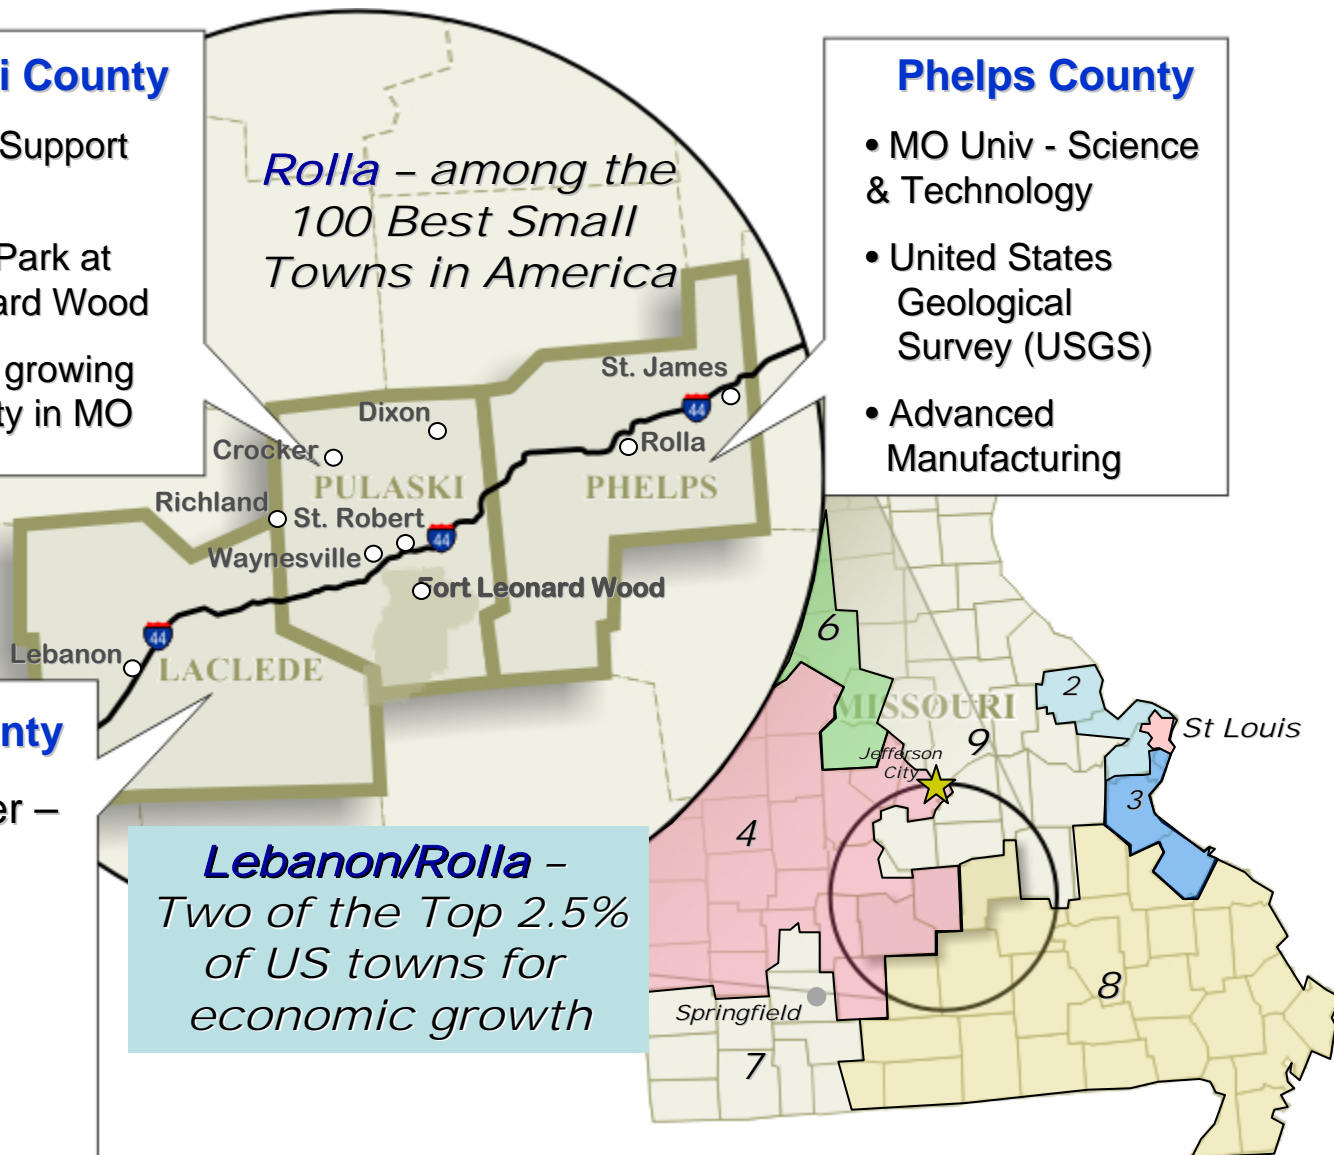 i County
Support
Park at
ard Wood
growing
ty in MO
Rolla – among the
100 Best Small
Towns in America
Phelps County
• MO Univ - Science
& Technology
• United States
Geological
Survey (USGS)
• Advanced
Manufacturing
St. James
44
Rolla
Dixon
Crocker
PULASKI
PHELPS
Richland
St. Robert
44
Waynesville
Fort Leonard Wood
44
Lebanon
LACLEDE
nty
er –
Lebanon/Rolla –
Two of the Top 2.5%
of US towns for
economic growth
6
2
MISSOURI
St Louis
9
Jefferson
City
3
4
8
Springfield
7